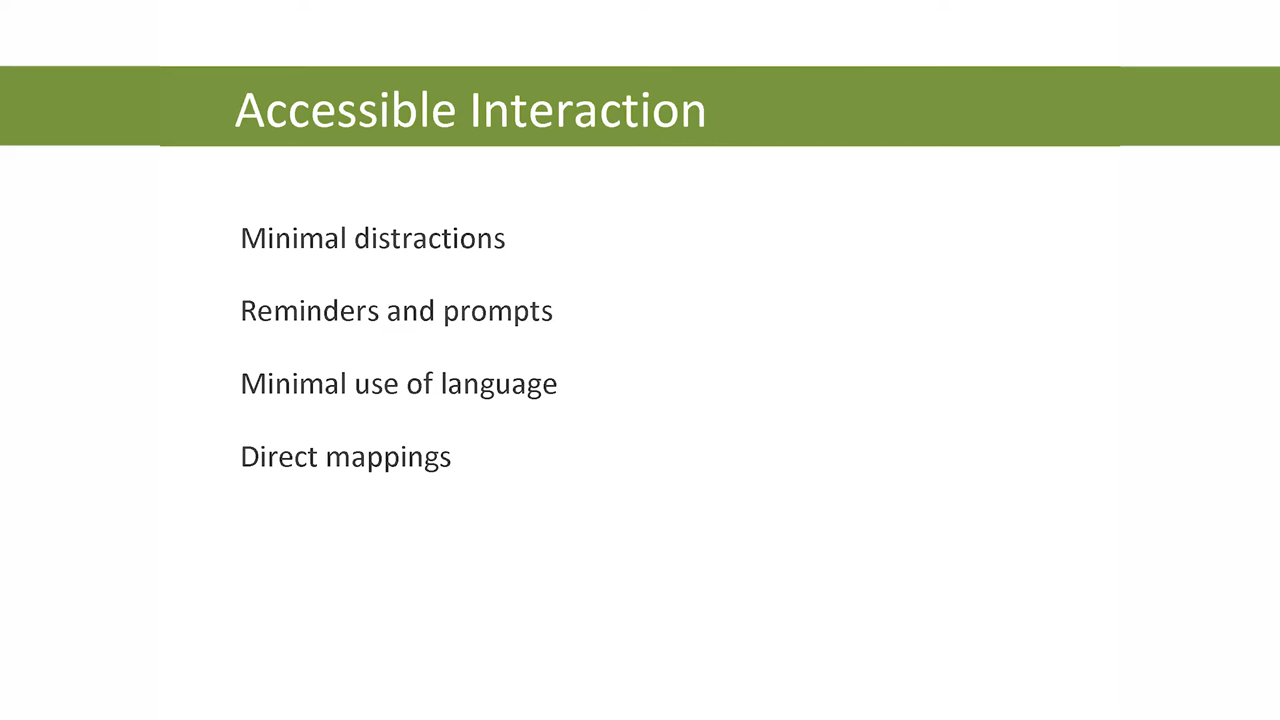 Accessible Interaction
Minimal distractions
Reminders and prompts
Minimal use of language
Direct mappings